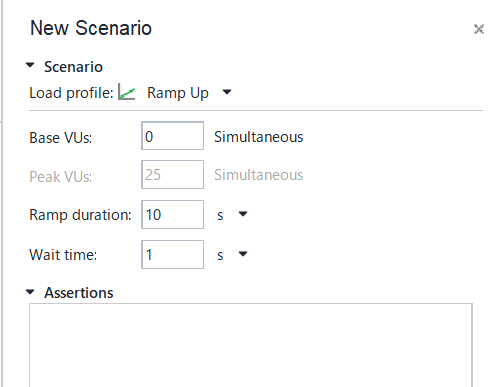 New Scenario
Scenario
Load profile: Ramp Up
Base VUs: 0 Simultaneous
Peak VUs: 25 Simultaneous
Ramp duration: 10 s
Wait time: 1 s
Assertions